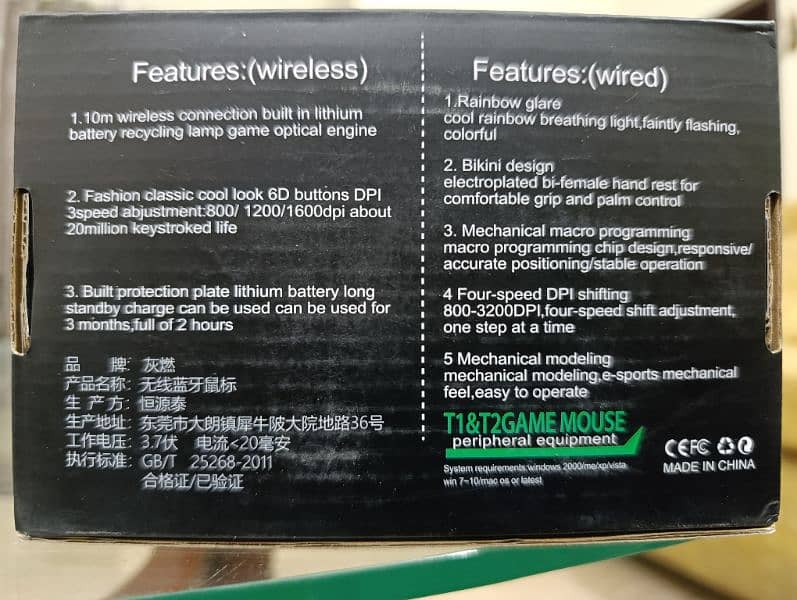 Features:(wireless)
1.10m wireless connection built in lithium
battery recycling lamp game optical engine
2. Fashion classic cool look 6D buttons DPI
3speed abjustment:800/ 1200/1600dpi about
20million keystroked life
3. Built protection plate lithium battery long
standby charge can be used can be used for
3 months,full of 2 hours
品 牌: 灰燃
产品名称: 无线蓝牙鼠标
生 产 方: 恒源泰
生产地址: 东莞市大朗镇犀牛陂大院地路36号
工作电压: 3.7伏 电流<20毫安
执行标准: GB/T 25268-2011
合格证/已验证
Features:(wired)
1.Rainbow glare
cool rainbow breathing light,faintly flashing,
colorful
2. Bikini design
electroplated bi-female hand rest for
comfortable grip and palm control
3. Mechanical macro programming
macro programming chip design,responsive/
accurate positioning/stable operation
4 Four-speed DPI shifting
800-3200DPI,four-speed shift adjustment,
one step at a time
5 Mechanical modeling
mechanical modeling,e-sports mechanical
feel,easy to operate
T1&T2GAME MOUSE
peripheral equipment
System requirements:windows 2000/me/xp/vista
win 7~10/mac os or latest
CE FC
MADE IN CHINA